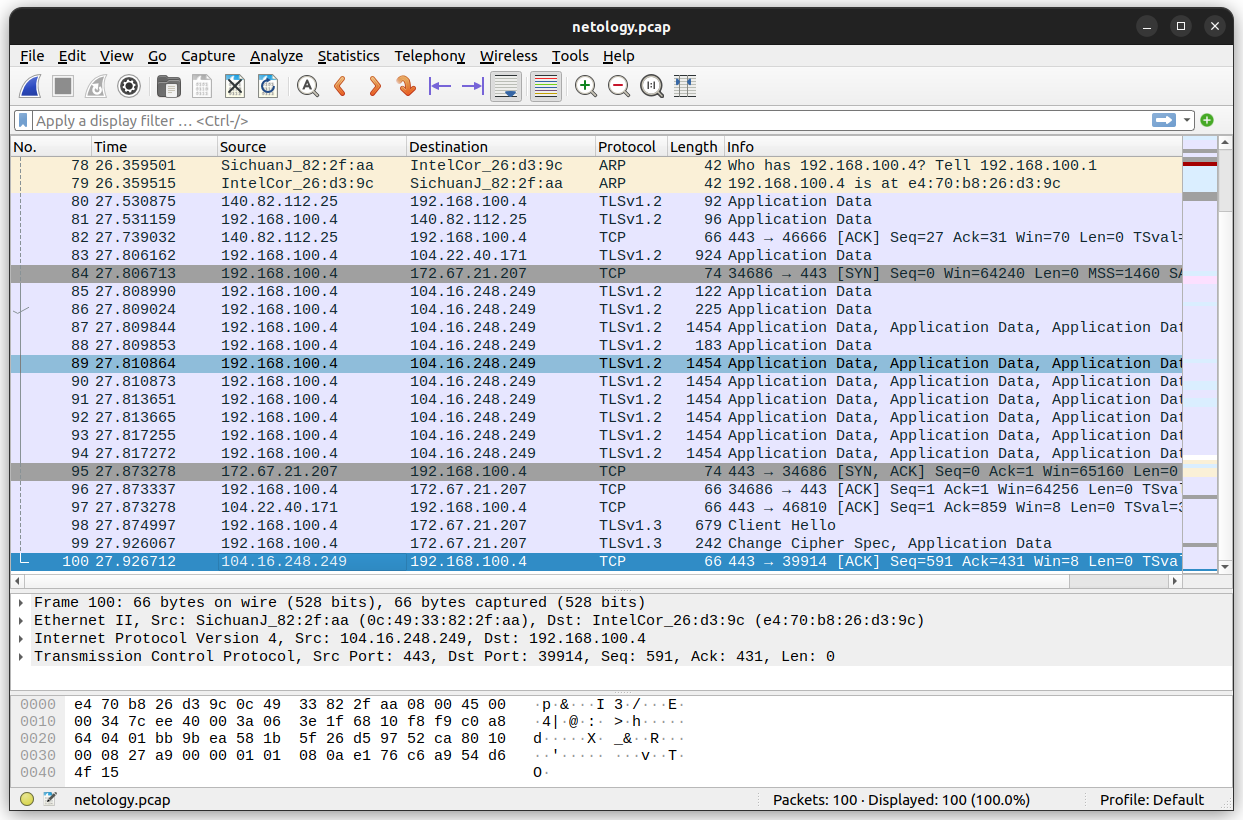 netology.pcap
File Edit View Go Capture Analyze Statistics Telephony Wireless Tools Help
Apply a display filter … <Ctrl-/>
No. Time Source Destination Protocol Length Info
78 26.359501 SichuanJ_82:2f:aa IntelCor_26:d3:9c ARP 42 Who has 192.168.100.4? Tell 192.168.100.1
79 26.359515 IntelCor_26:d3:9c SichuanJ_82:2f:aa ARP 42 192.168.100.4 is at e4:70:b8:26:d3:9c
80 27.530875 140.82.112.25 192.168.100.4 TLSv1.2 92 Application Data
81 27.531159 192.168.100.4 140.82.112.25 TLSv1.2 96 Application Data
82 27.739032 140.82.112.25 192.168.100.4 TCP 66 443 → 46666 [ACK] Seq=27 Ack=31 Win=70 Len=0 TSval=
83 27.806162 192.168.100.4 104.22.40.171 TLSv1.2 924 Application Data
84 27.806713 192.168.100.4 172.67.21.207 TCP 74 34686 → 443 [SYN] Seq=0 Win=64240 Len=0 MSS=1460 SA
85 27.808990 192.168.100.4 104.16.248.249 TLSv1.2 122 Application Data
86 27.809024 192.168.100.4 104.16.248.249 TLSv1.2 225 Application Data
87 27.809844 192.168.100.4 104.16.248.249 TLSv1.2 1454 Application Data, Application Data, Application Dat
88 27.809853 192.168.100.4 104.16.248.249 TLSv1.2 183 Application Data
89 27.810864 192.168.100.4 104.16.248.249 TLSv1.2 1454 Application Data, Application Data, Application Dat
90 27.810873 192.168.100.4 104.16.248.249 TLSv1.2 1454 Application Data, Application Data, Application Dat
91 27.813651 192.168.100.4 104.16.248.249 TLSv1.2 1454 Application Data, Application Data, Application Dat
92 27.813665 192.168.100.4 104.16.248.249 TLSv1.2 1454 Application Data, Application Data, Application Dat
93 27.817255 192.168.100.4 104.16.248.249 TLSv1.2 1454 Application Data, Application Data, Application Dat
94 27.817272 192.168.100.4 104.16.248.249 TLSv1.2 1454 Application Data, Application Data, Application Dat
95 27.873278 172.67.21.207 192.168.100.4 TCP 74 443 → 34686 [SYN, ACK] Seq=0 Ack=1 Win=65160 Len=0
96 27.873337 192.168.100.4 172.67.21.207 TCP 66 34686 → 443 [ACK] Seq=1 Ack=1 Win=64256 Len=0 TSva
97 27.873278 104.22.40.171 192.168.100.4 TCP 66 443 → 46810 [ACK] Seq=1 Ack=859 Win=8 Len=0 TSval=3
98 27.874997 192.168.100.4 172.67.21.207 TLSv1.3 679 Client Hello
99 27.926067 192.168.100.4 172.67.21.207 TLSv1.3 242 Change Cipher Spec, Application Data
100 27.926712 104.16.248.249 192.168.100.4 TCP 66 443 → 39914 [ACK] Seq=591 Ack=431 Win=8 Len=0 TSva
Frame 100: 66 bytes on wire (528 bits), 66 bytes captured (528 bits)
Ethernet II, Src: SichuanJ_82:2f:aa (0c:49:33:82:2f:aa), Dst: IntelCor_26:d3:9c (e4:70:b8:26:d3:9c)
Internet Protocol Version 4, Src: 104.16.248.249, Dst: 192.168.100.4
Transmission Control Protocol, Src Port: 443, Dst Port: 39914, Seq: 591, Ack: 431, Len: 0
0000 e4 70 b8 26 d3 9c 0c 49 33 82 2f aa 08 00 45 00 ·p·&···I 3·/···E·
0010 00 34 7c ee 40 00 3a 06 3e 1f 68 10 f8 f9 c0 a8 ·4|·@·:· >·h·····
0020 64 04 01 bb 9b ea 58 1b 5f 26 d5 97 52 ca 80 10 d·····X· _&··R···
0030 00 08 27 a9 00 00 01 01 08 0a e1 76 c6 a9 54 d6 ··'····· ···v··T·
0040 4f 15 O·
netology.pcap Packets: 100 · Displayed: 100 (100.0%) Profile: Default